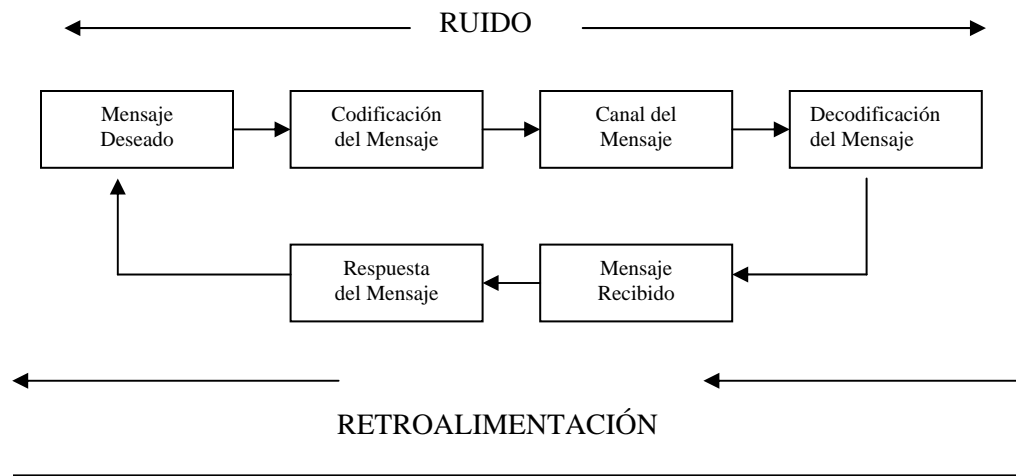 RUIDO
Mensaje
Deseado
Codificación
del Mensaje
Canal del
Mensaje
Decodificación
del Mensaje
Respuesta
del Mensaje
Mensaje
Recibido
RETROALIMENTACIÓN